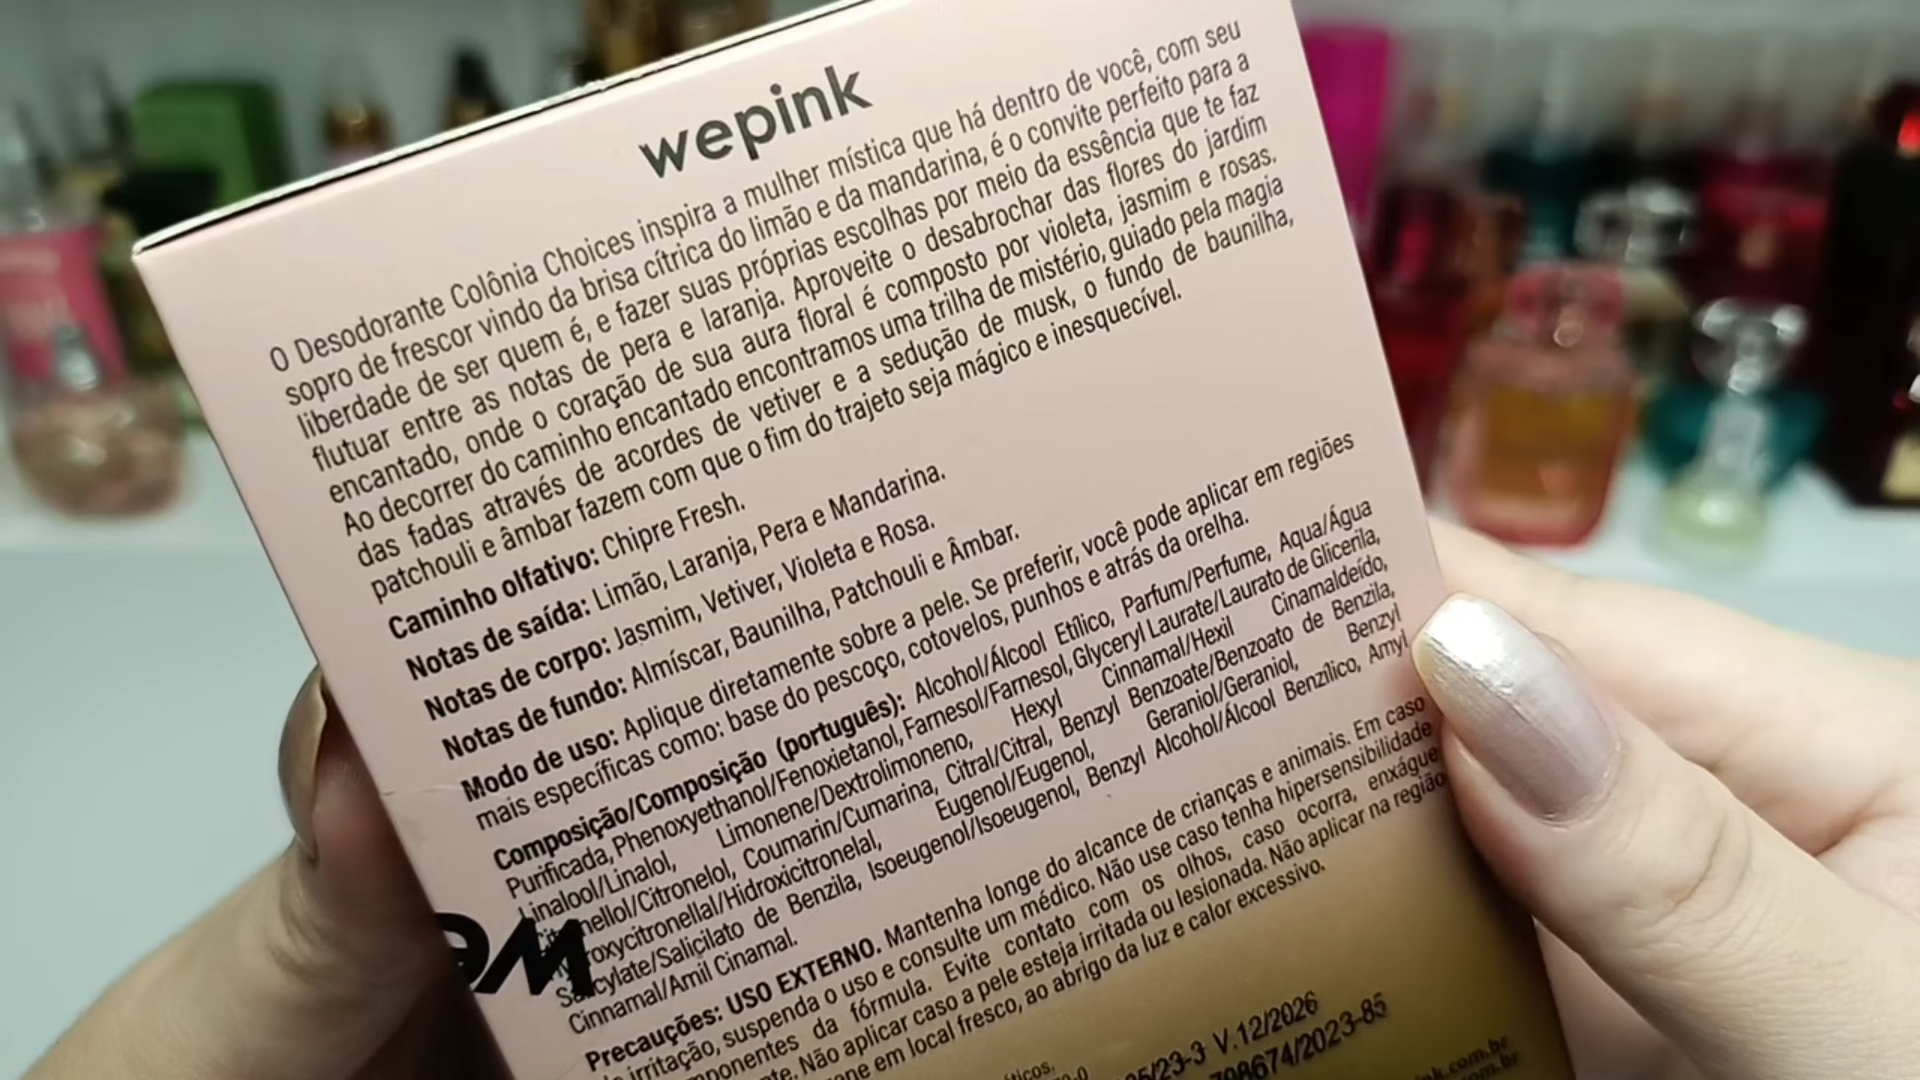 wepink
O Desodorante Colônia Choices inspira a mulher mística que há dentro de você, com seu
sopro de frescor vindo da brisa cítrica do limão e da mandarina, é o convite perfeito para a
liberdade de ser quem é, e fazer suas próprias escolhas por meio da essência que te faz
flutuar entre as notas de pera e laranja. Aproveite o desabrochar das flores do jardim
encantado, onde o coração de sua aura floral é composto por violeta, jasmim e rosas.
Ao decorrer do caminho encantado encontramos uma trilha de mistério, guiado pela magia
das fadas através de acordes de vetiver e a sedução de musk, o fundo de baunilha,
patchouli e âmbar fazem com que o fim do trajeto seja mágico e inesquecível.
Caminho olfativo: Chipre Fresh.
Notas de saída: Limão, Laranja, Pera e Mandarina.
Notas de corpo: Jasmim, Vetiver, Violeta e Rosa.
Notas de fundo: Almíscar, Baunilha, Patchouli e Âmbar.
Modo de uso: Aplique diretamente sobre a pele. Se preferir, você pode aplicar em regiões
mais específicas como: base do pescoço, cotovelos, punhos e atrás da orelha.
Composição/Composição (português): Alcohol/Álcool Etílico, Parfum/Perfume, Aqua/Água
Purificada, Phenoxyethanol/Fenoxietanol, Farnesol/Farnesol, Glyceryl Laurate/Laurato de Glicerila,
Linalool/Linalol, Limonene/Dextrolimoneno, Hexyl Cinnamal/Hexil Cinamaldeído,
nellol/Citronelol, Coumarin/Cumarina, Citral/Citral, Benzyl Benzoate/Benzoato de Benzila,
roxycitronellal/Hidroxicitronelal, Eugenol/Eugenol, Geraniol/Geraniol, Benzyl
Salicylate/Salicilato de Benzila, Isoeugenol/Isoeugenol, Benzyl Alcohol/Álcool Benzílico, Amyl
Cinnamal/Amil Cinamal.
Precauções: USO EXTERNO. Mantenha longe do alcance de crianças e animais. Em caso
irritação, suspenda o uso e consulte um médico. Não use caso tenha hipersensibilidade
mponentes da fórmula. Evite contato com os olhos, caso ocorra, enxágue
Não aplicar caso a pele esteja irritada ou lesionada. Não aplicar na região
em local fresco, ao abrigo da luz e calor excessivo.
05/23-3 V.12/2026
798674/2023-85